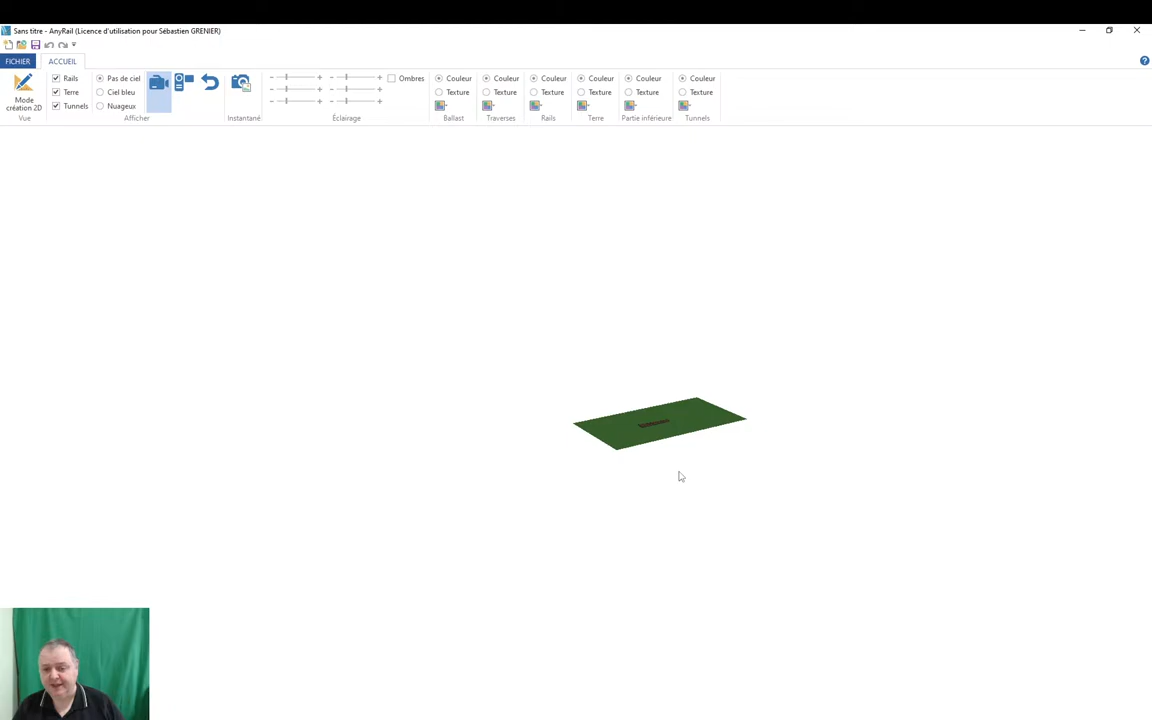 Sans titre - AnyRail (Licence d'utilisation pour Sébastien GRENIER)
FICHIER ACCUEIL
Mode création 2D
Vue
Rails
Terre
Tunnels
Pas de ciel
Ciel bleu
Nuageux
Afficher
Instantané
Ombres
Éclairage
Couleur
Texture
Ballast
Couleur
Texture
Traverses
Couleur
Texture
Rails
Couleur
Texture
Terre
Couleur
Texture
Partie inférieure
Couleur
Texture
Tunnels